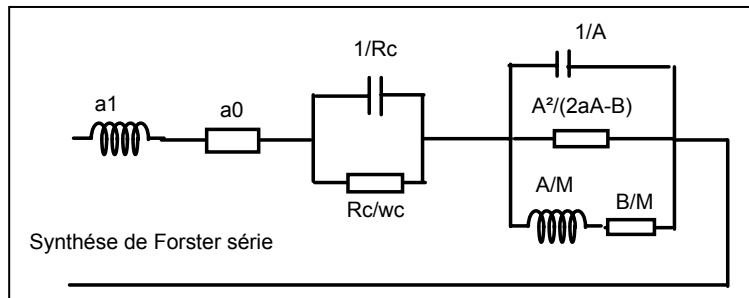 1/Rc
1/A
a1
a0
A²/(2aA-B)
A/M
B/M
Rc/wc
Synthése de Forster série